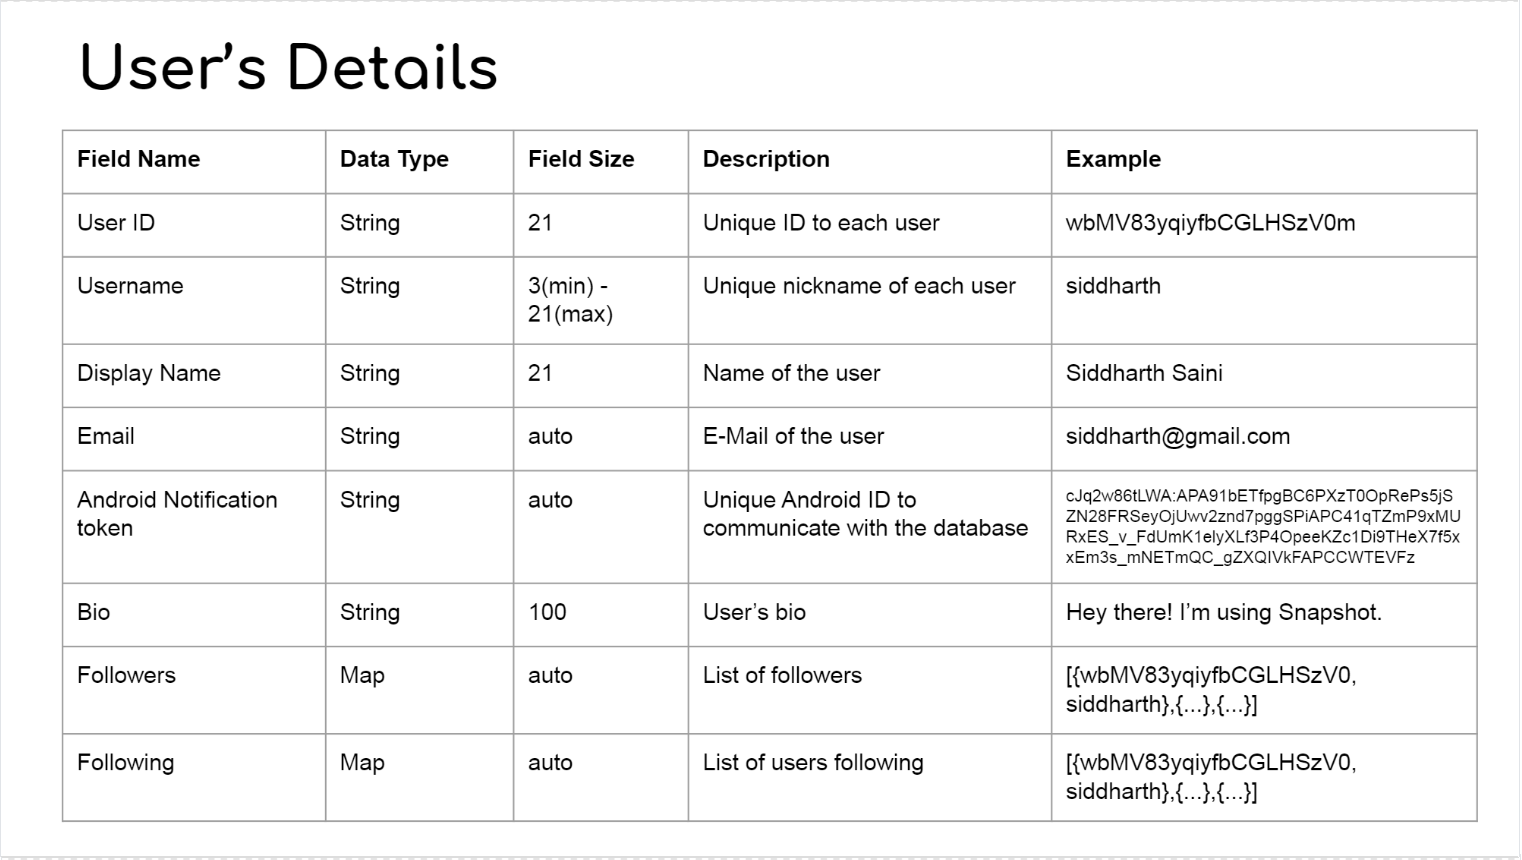 User’s Details
Field Name Data Type Field Size Description Example
User ID String 21 Unique ID to each user wbMV83yqiyfbCGLHSzV0m
Username String 3(min) - Unique nickname of each user siddharth
21(max)
Display Name String 21 Name of the user Siddharth Saini
Email String auto E-Mail of the user siddharth@gmail.com
Android Notification String auto Unique Android ID to cJq2w86tLWA:APA91bETfpgBC6PXzT0OpRePs5jS
token communicate with the database ZN28FRSeyOjUwv2znd7pggSPiAPC41qTZmP9xMU
RxES_v_FdUmK1elyXLf3P4OpeeKZc1Di9THeX7f5x
xEm3s_mNETmQC_gZXQIVkFAPCCWTEVFz
Bio String 100 User’s bio Hey there! I’m using Snapshot.
Followers Map auto List of followers [{wbMV83yqiyfbCGLHSzV0,
siddharth},{...},{...}]
Following Map auto List of users following [{wbMV83yqiyfbCGLHSzV0,
siddharth},{...},{...}]